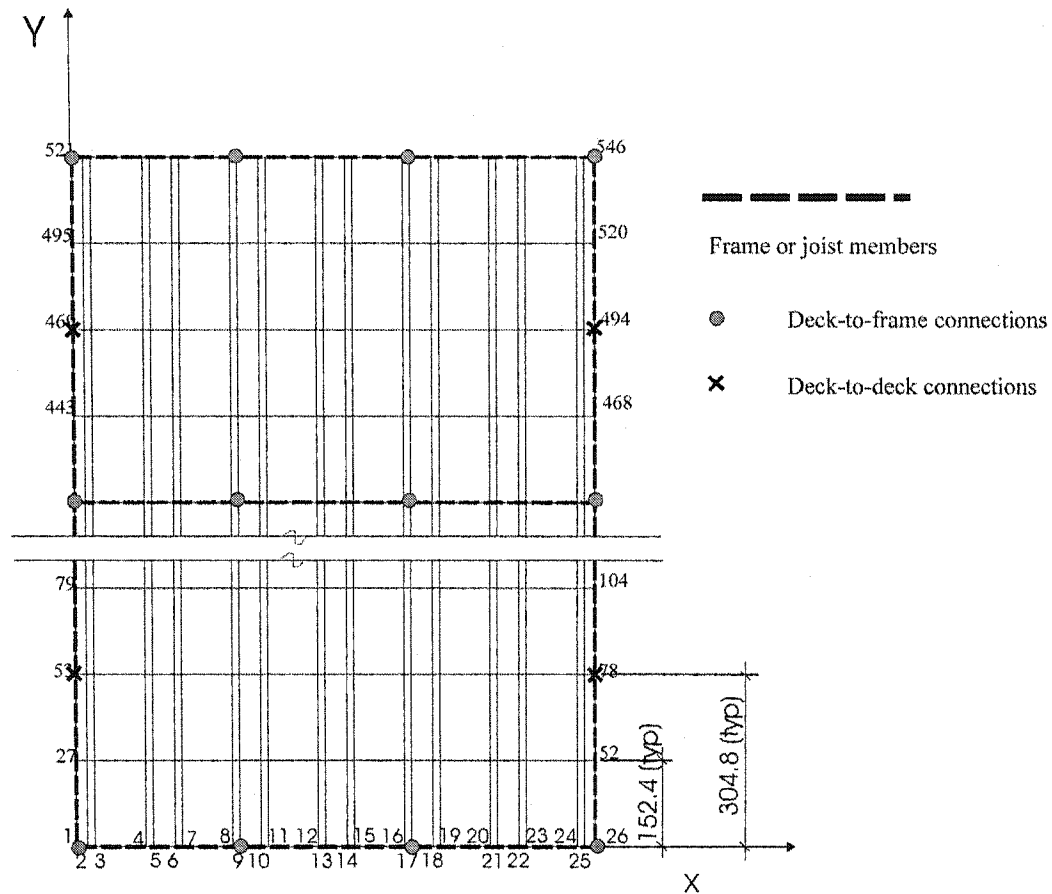 Y
52
546
495
520
Frame or joist members
469
494
Deck-to-frame connections
Deck-to-deck connections
443
468
79
104
53
78
27
52
152.4 (typ)
304.8 (typ)
1 4 7 8 11 12 15 16 19 20 23 24 26
2 3 5 6 9 10 13 14 17 18 21 22 25
X